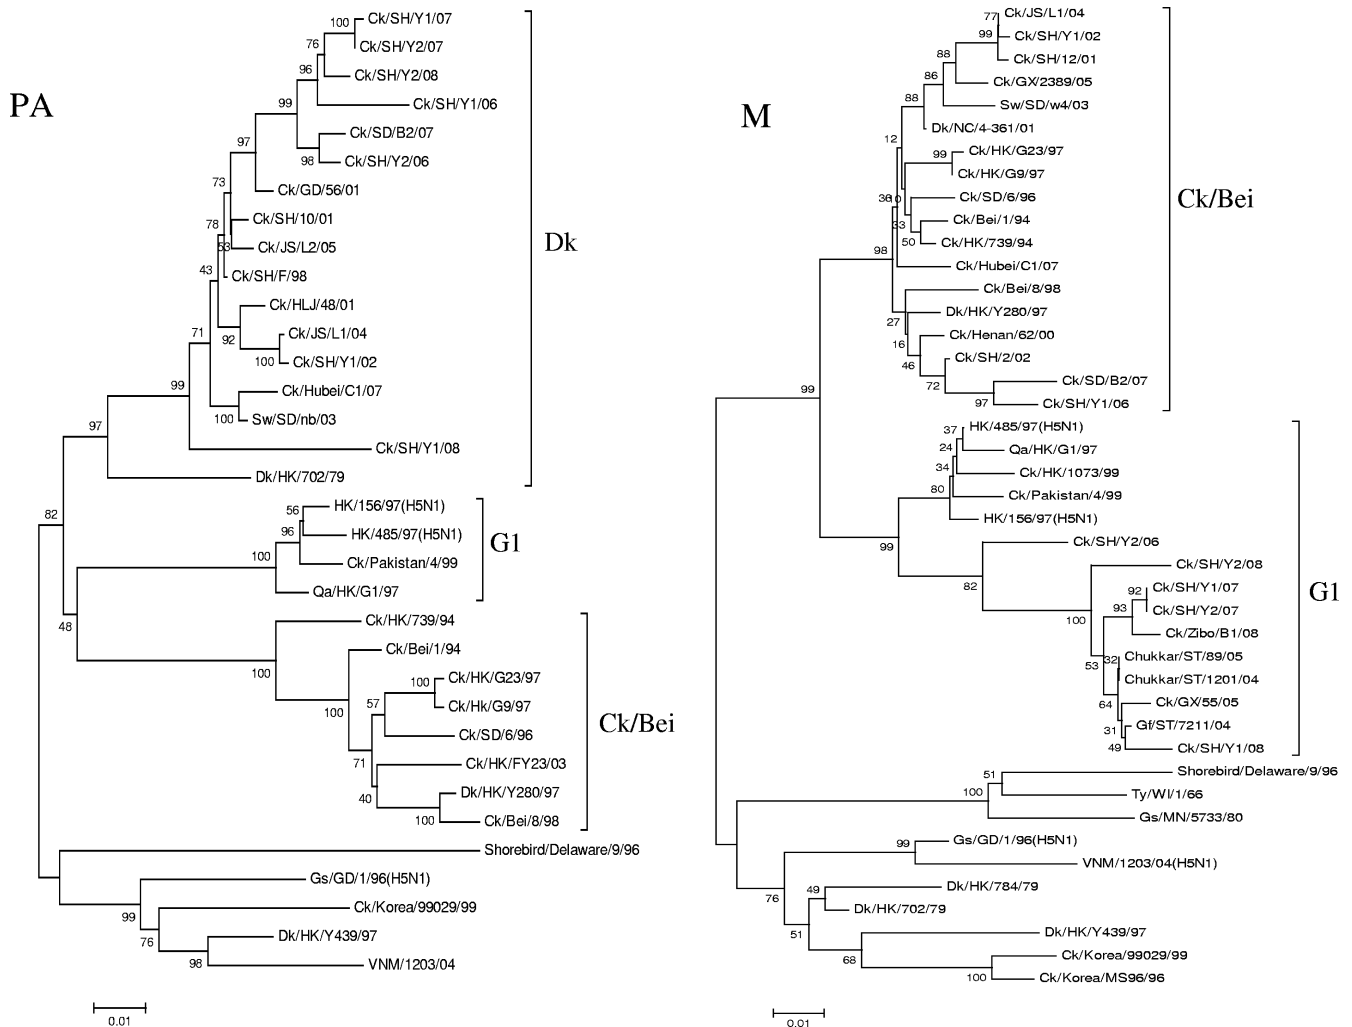 PA
100
Ck/SH/Y1/07
76
Ck/SH/Y2/07
96
Ck/SH/Y2/08
99
Ck/SH/Y1/06
Ck/SD/B2/07
97
98
Ck/SH/Y2/06
73
Ck/GD/56/01
78
Ck/SH/10/01
53
Ck/JS/L2/05
43
Ck/SH/F/98
Ck/HLJ/48/01
71
92
Ck/JS/L1/04
100
Ck/SH/Y1/02
99
Ck/Hubei/C1/07
100
Sw/SD/nb/03
97
Ck/SH/Y1/08
Dk/HK/702/79
Dk
82
56
HK/156/97(H5N1)
96
HK/485/97(H5N1)
100
Ck/Pakistan/4/99
Qa/HK/G1/97
G1
48
Ck/HK/739/94
100
Ck/Bei/1/94
100
100
Ck/HK/G23/97
57
Ck/Hk/G9/97
Ck/SD/6/96
71
Ck/HK/FY23/03
40
Dk/HK/Y280/97
100
Ck/Bei/8/98
Ck/Bei
Shorebird/Delaware/9/96
Gs/GD/1/96(H5N1)
99
Ck/Korea/99029/99
76
Dk/HK/Y439/97
98
VNM/1203/04
0.01
M
77
Ck/JS/L1/04
99
Ck/SH/Y1/02
88
Ck/SH/12/01
86
Ck/GX/2389/05
88
Sw/SD/w4/03
Dk/NC/4-361/01
12
99
Ck/HK/G23/97
Ck/HK/G9/97
Ck/SD/6/96
33
Ck/Bei/1/94
50
Ck/HK/739/94
98
Ck/Hubei/C1/07
Ck/Bei/8/98
27
Dk/HK/Y280/97
16
Ck/Henan/62/00
46
Ck/SH/2/02
72
Ck/SD/B2/07
97
Ck/SH/Y1/06
Ck/Bei
99
37
HK/485/97(H5N1)
24
Qa/HK/G1/97
34
Ck/HK/1073/99
80
Ck/Pakistan/4/99
HK/156/97(H5N1)
99
Ck/SH/Y2/06
82
Ck/SH/Y2/08
92
Ck/SH/Y1/07
93
Ck/SH/Y2/07
100
Ck/Zibo/B1/08
53
32
Chukkar/ST/89/05
Chukkar/ST/1201/04
64
Ck/GX/55/05
31
Gf/ST/7211/04
49
Ck/SH/Y1/08
G1
51
Shorebird/Delaware/9/96
100
Ty/WI/1/66
Gs/MN/5733/80
99
Gs/GD/1/96(H5N1)
VNM/1203/04(H5N1)
76
49
Dk/HK/784/79
Dk/HK/702/79
51
Dk/HK/Y439/97
68
Ck/Korea/99029/99
100
Ck/Korea/MS96/96
0.01